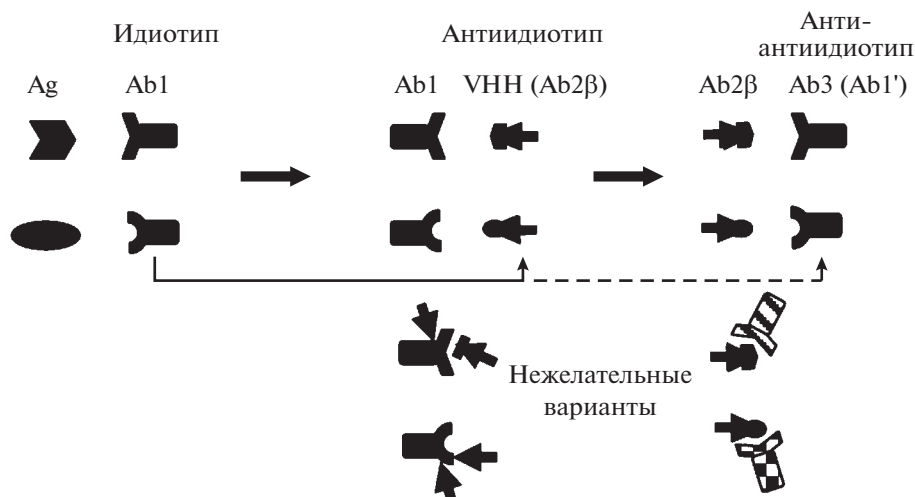 Идиотип
Антиидиотип
Анти-
антиидиотип
Ag
Ab1
Ab1
VHH (Ab2β)
Ab2β
Ab3 (Ab1')
Нежелательные
варианты